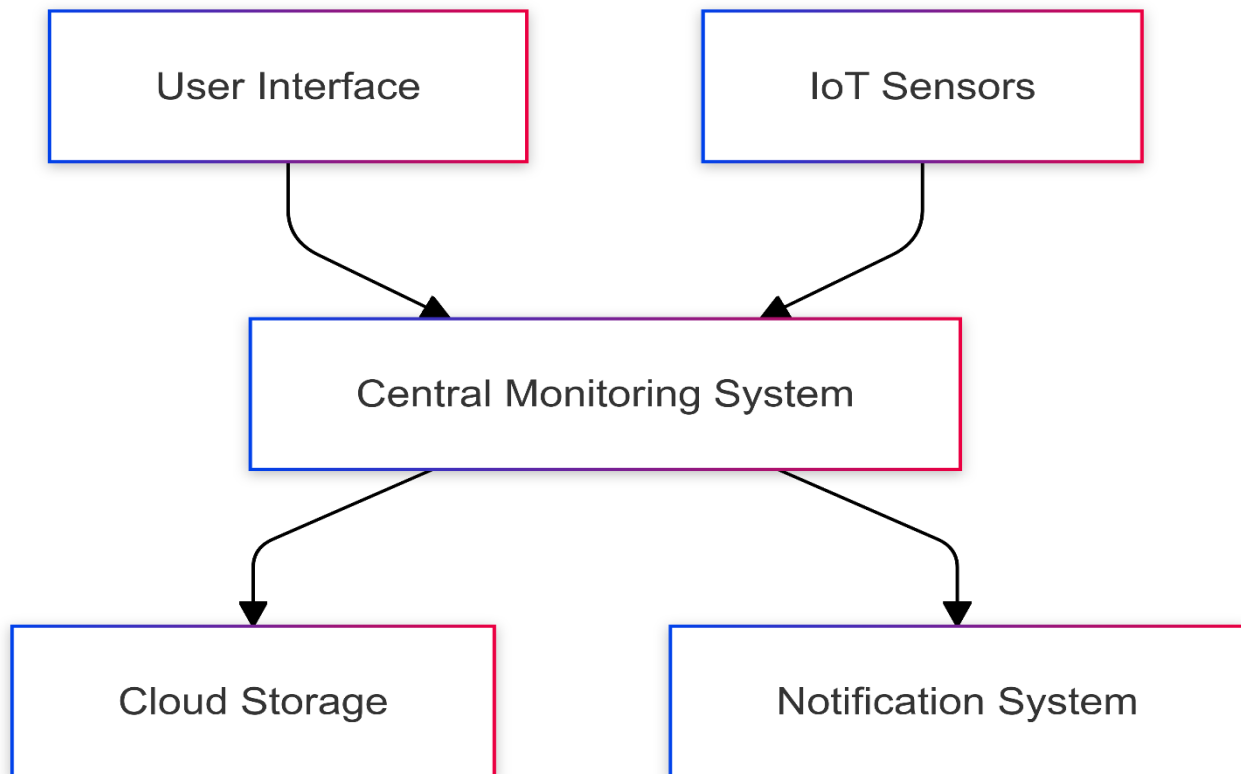 User Interface
IoT Sensors
Central Monitoring System
Cloud Storage
Notification System